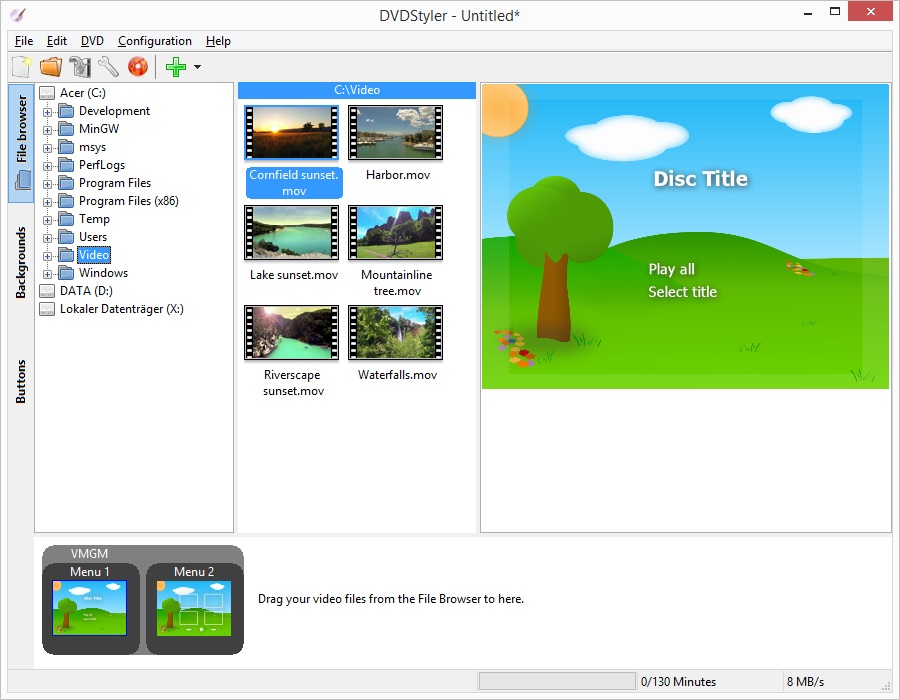 DVDStyler - Untitled*
File Edit DVD Configuration Help
File browser
Backgrounds
Buttons
Acer (C:)
Development
MinGW
msys
PerfLogs
Program Files
Program Files (x86)
Temp
Users
Video
Windows
DATA (D:)
Lokaler Datenträger (X:)
C:\Video
Cornfield sunset.
mov
Harbor.mov
Lake sunset.mov
Mountainline
tree.mov
Riverscape
sunset.mov
Waterfalls.mov
Disc Title
Play all
Select title
VMGM
Menu 1
Disc Title
Menu 2
Drag your video files from the File Browser to here.
0/130 Minutes
8 MB/s